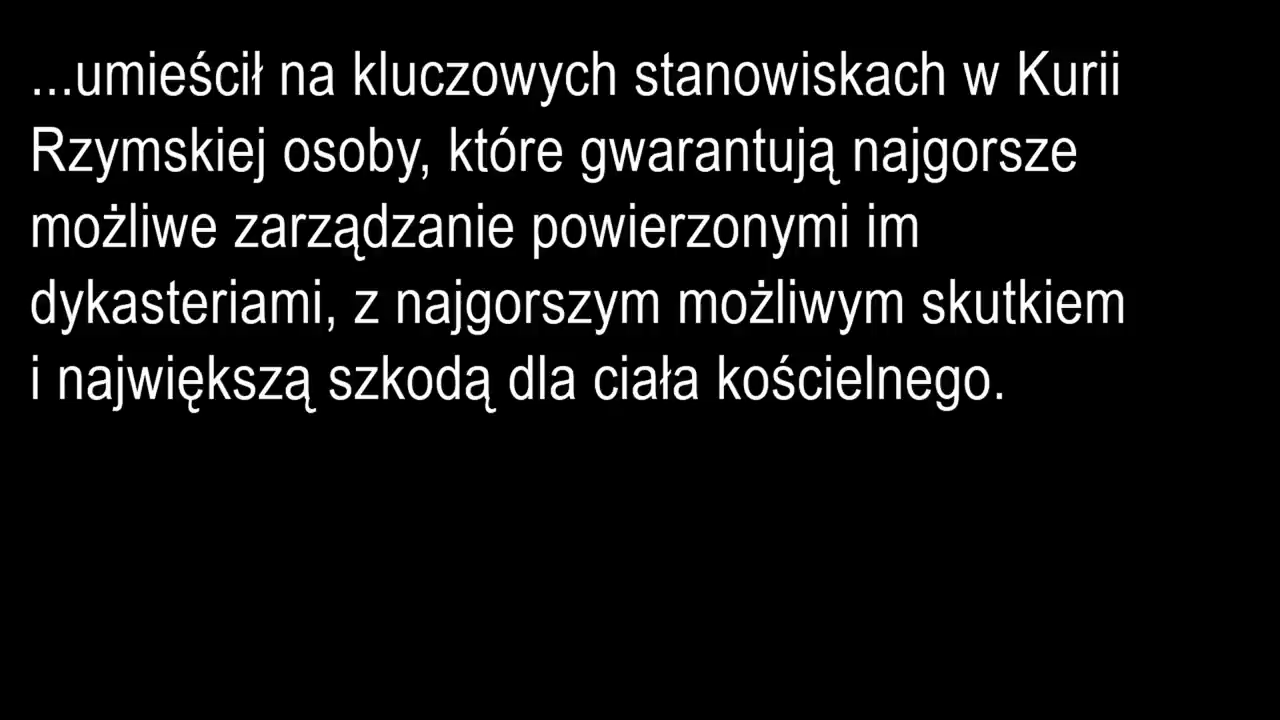 ...umieścił na kluczowych stanowiskach w Kurii
Rzymskiej osoby, które gwarantują najgorsze
możliwe zarządzanie powierzonymi im
dykasteriami, z najgorszym możliwym skutkiem
i największą szkodą dla ciała kościelnego.